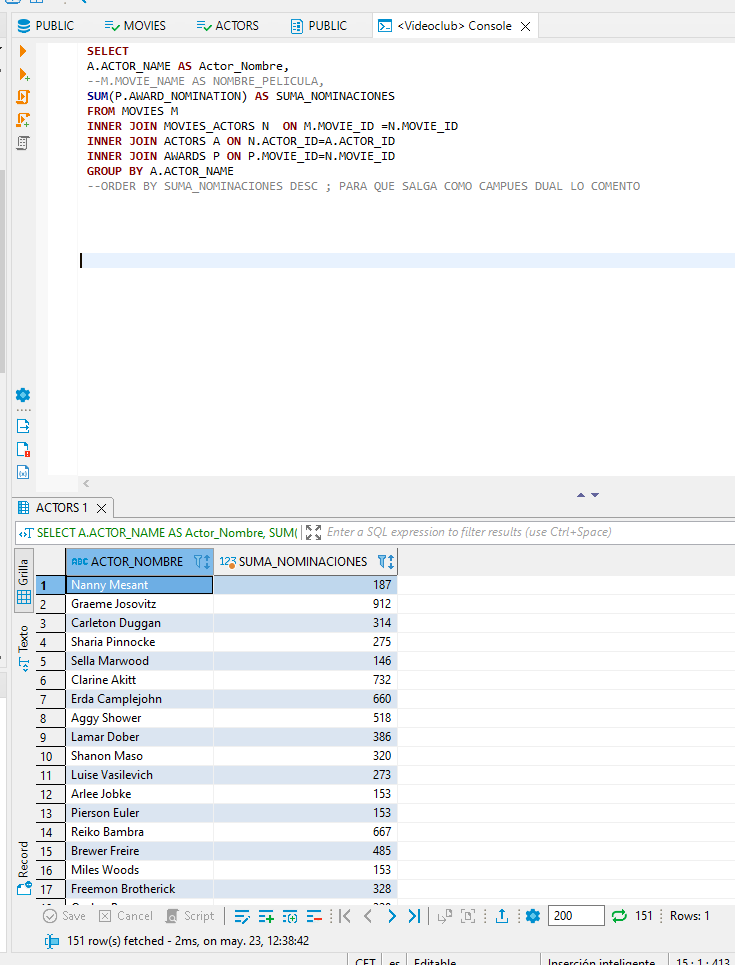 PUBLIC MOVIES ACTORS PUBLIC <Videoclub> Console
SELECT
A.ACTOR_NAME AS Actor_Nombre,
--M.MOVIE_NAME AS NOMBRE_PELICULA,
SUM(P.AWARD_NOMINATION) AS SUMA_NOMINACIONES
FROM MOVIES M
INNER JOIN MOVIES_ACTORS N  ON M.MOVIE_ID =N.MOVIE_ID
INNER JOIN ACTORS A ON N.ACTOR_ID=A.ACTOR_ID
INNER JOIN AWARDS P ON P.MOVIE_ID=N.MOVIE_ID
GROUP BY A.ACTOR_NAME
--ORDER BY SUMA_NOMINACIONES DESC ; PARA QUE SALGA COMO CAMPUES DUAL LO COMENTO
ACTORS 1
SELECT A.ACTOR_NAME AS Actor_Nombre, SUM( Enter a SQL expression to filter results (use Ctrl+Space)
Grilla
Texto
Record
ABC ACTOR_NOMBRE 123 SUMA_NOMINACIONES
1 Nanny Mesant 187
2 Graeme Josovitz 912
3 Carleton Duggan 314
4 Sharia Pinnocke 275
5 Sella Marwood 146
6 Clarine Akitt 732
7 Erda Camplejohn 660
8 Aggy Shower 518
9 Lamar Dober 386
10 Shanon Maso 320
11 Luise Vasilevich 273
12 Arlee Jobke 153
13 Pierson Euler 153
14 Reiko Bambra 667
15 Brewer Freire 485
16 Miles Woods 153
17 Freemon Brotherick 328
Save Cancel Script 200 151 Rows: 1
151 row(s) fetched - 2ms, on may. 23, 12:38:42
CET es Editable Inserción inteligente 15 : 1 : 413